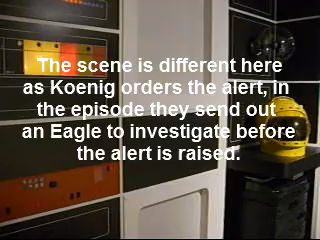 The scene is different here
as Koenig orders the alert, in
the episode they send out
an Eagle to investigate before
the alert is raised.